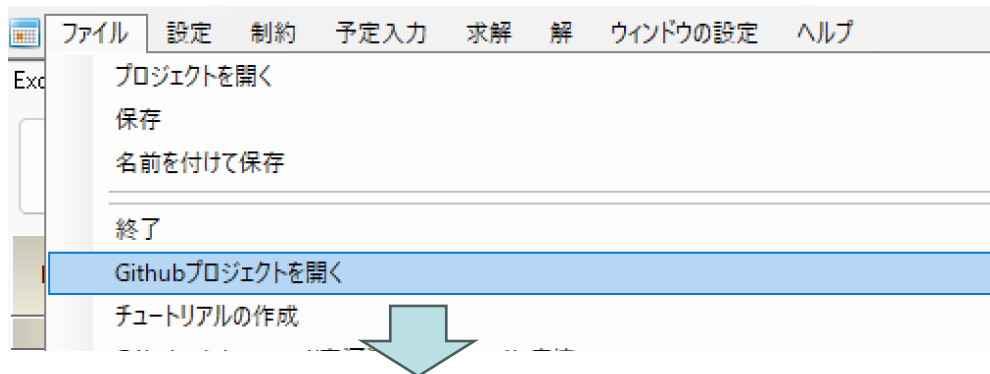 ファイル 設定 制約 予定入力 求解 解 ウィンドウの設定 ヘルプ
Exc
プロジェクトを開く
保存
名前を付けて保存
終了
Githubプロジェクトを開く
チュートリアルの作成